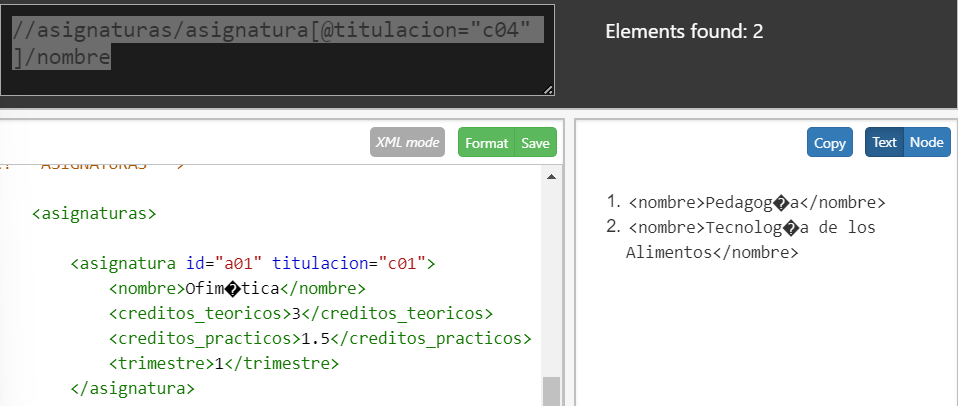 //asignaturas/asignatura[@titulacion="c04"
]/nombre
Elements found: 2
XML mode
Format
Save
Copy
Text
Node
ASIGNATURAS
<asignaturas>
<asignatura id="a01" titulacion="c01">
<nombre>Ofim�tica</nombre>
<creditos_teoricos>3</creditos_teoricos>
<creditos_practicos>1.5</creditos_practicos>
<trimestre>1</trimestre>
</asignatura>
1. <nombre>Pedagog�a</nombre>
2. <nombre>Tecnolog�a de los
Alimentos</nombre>